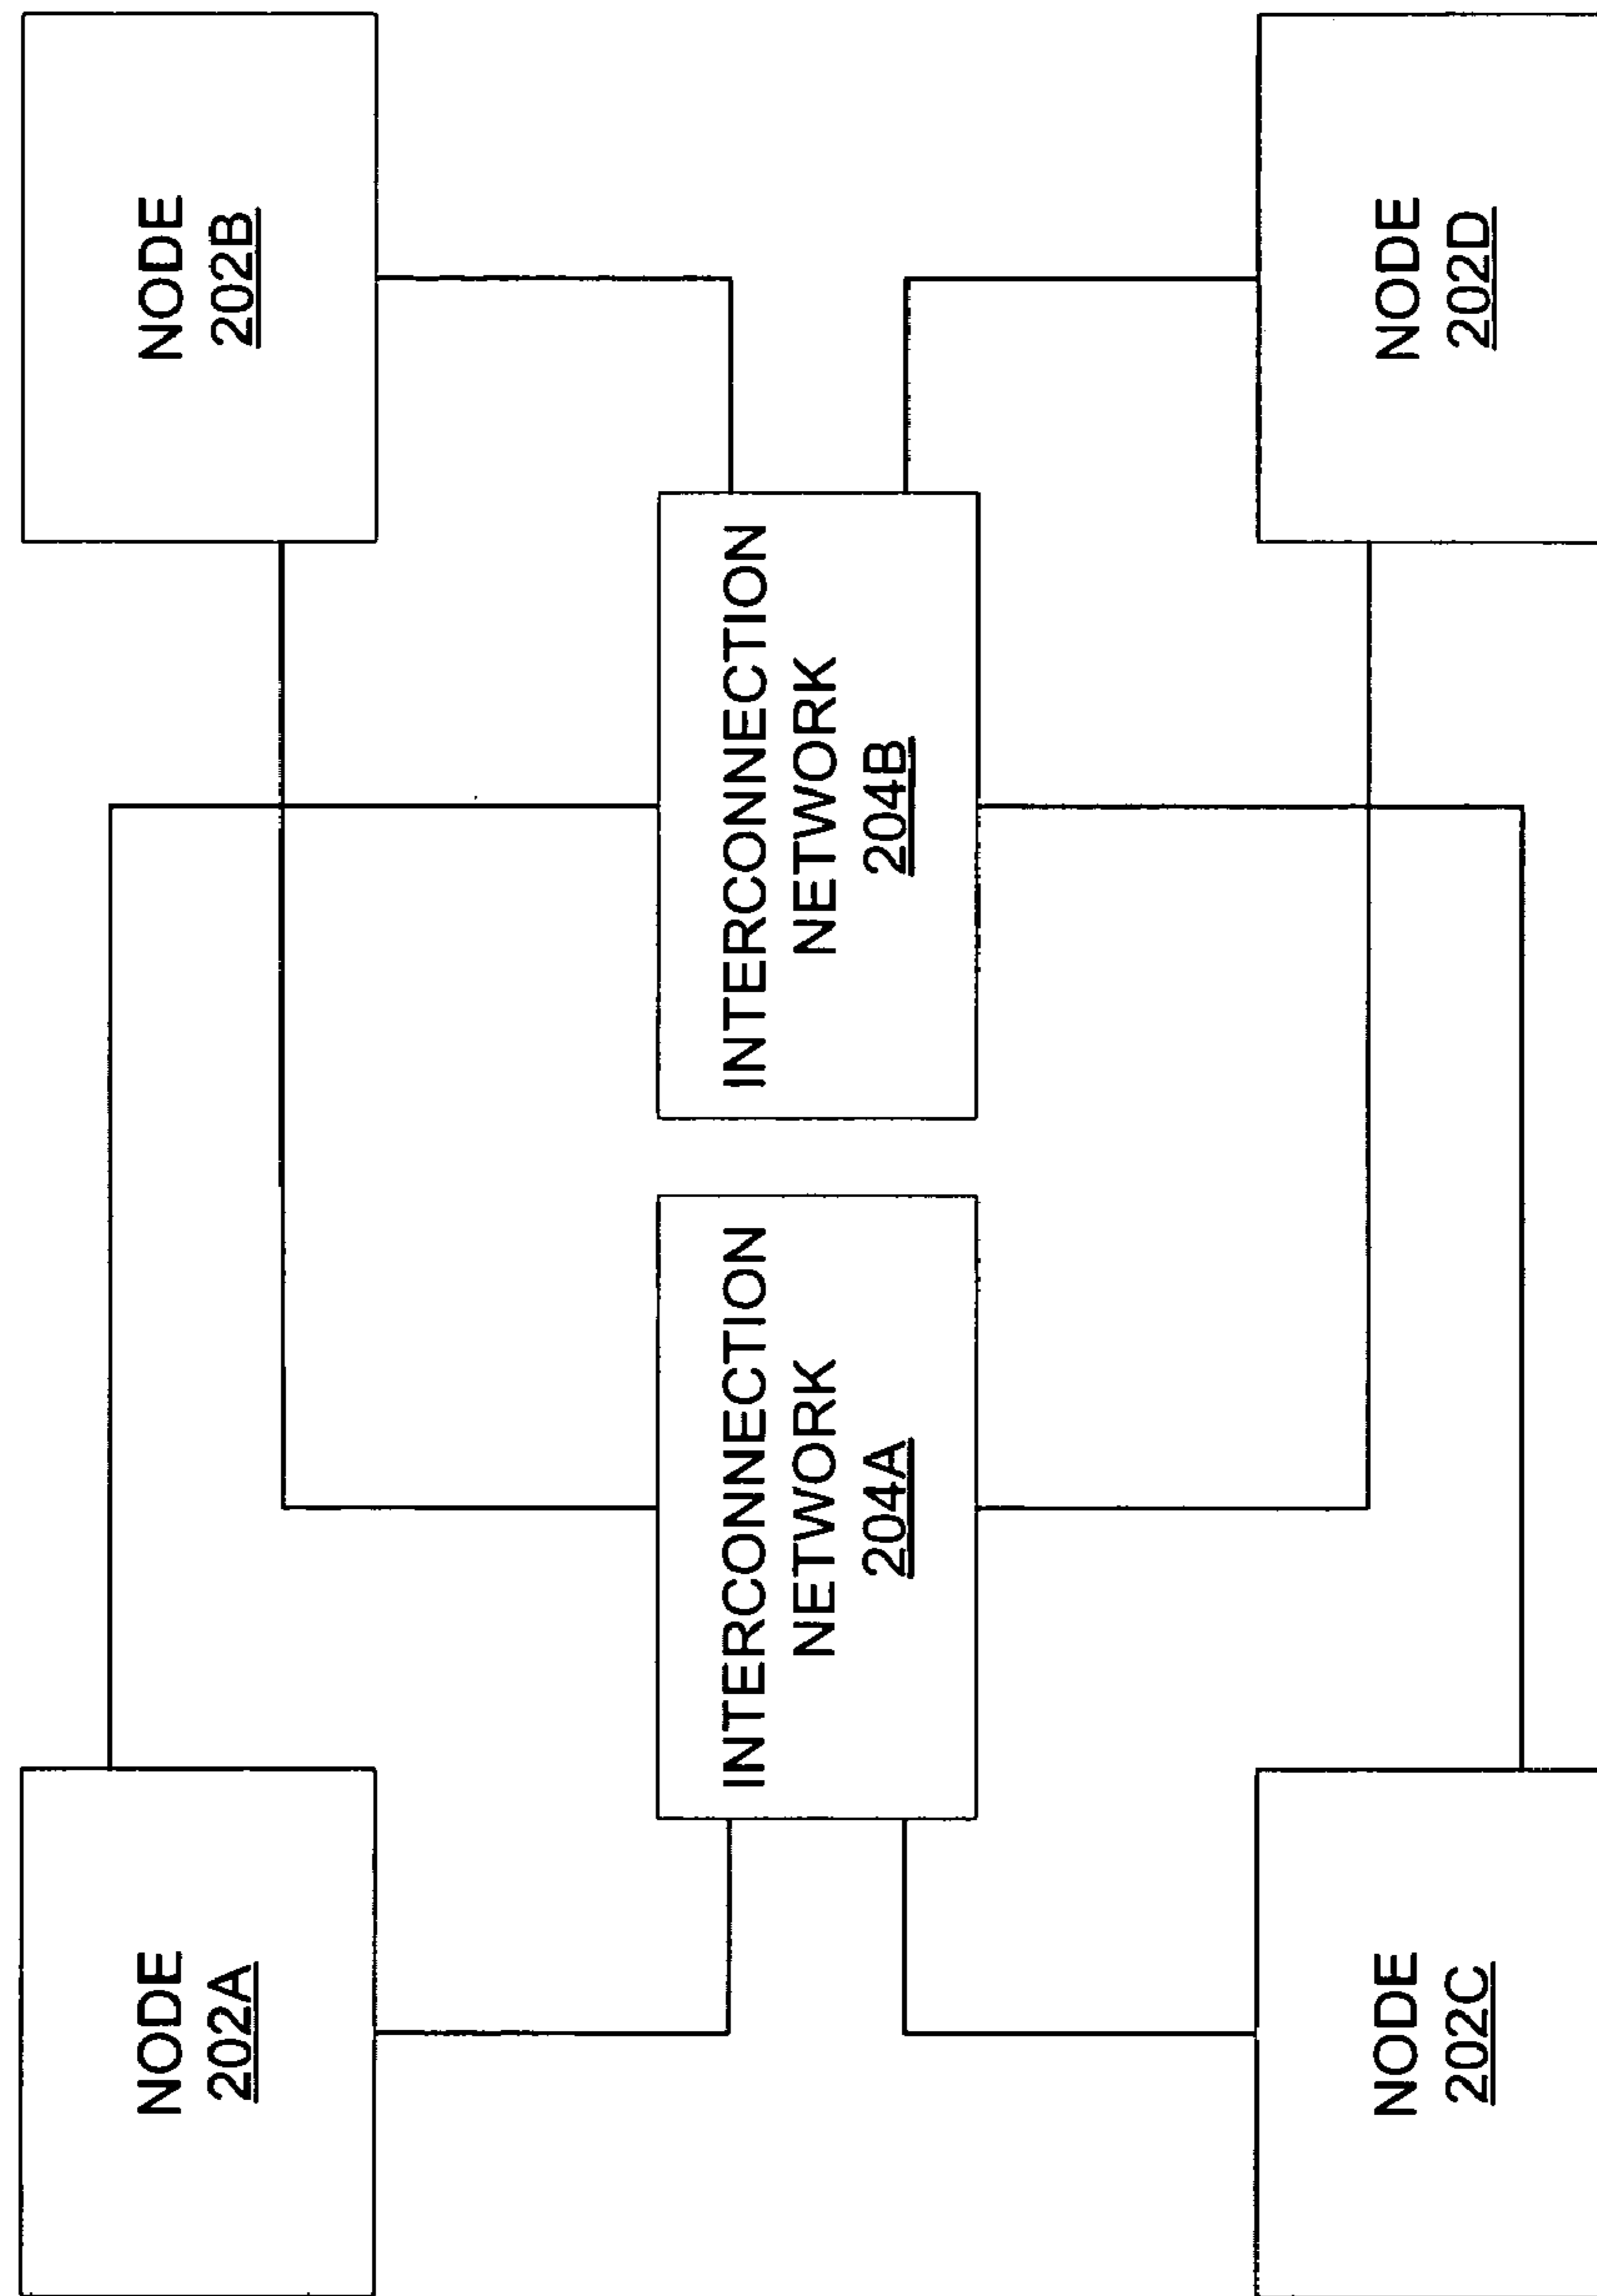 NODE
202A
NODE
202B
INTERCONNECTION
NETWORK
204A
INTERCONNECTION
NETWORK
204B
NODE
202C
NODE
202D